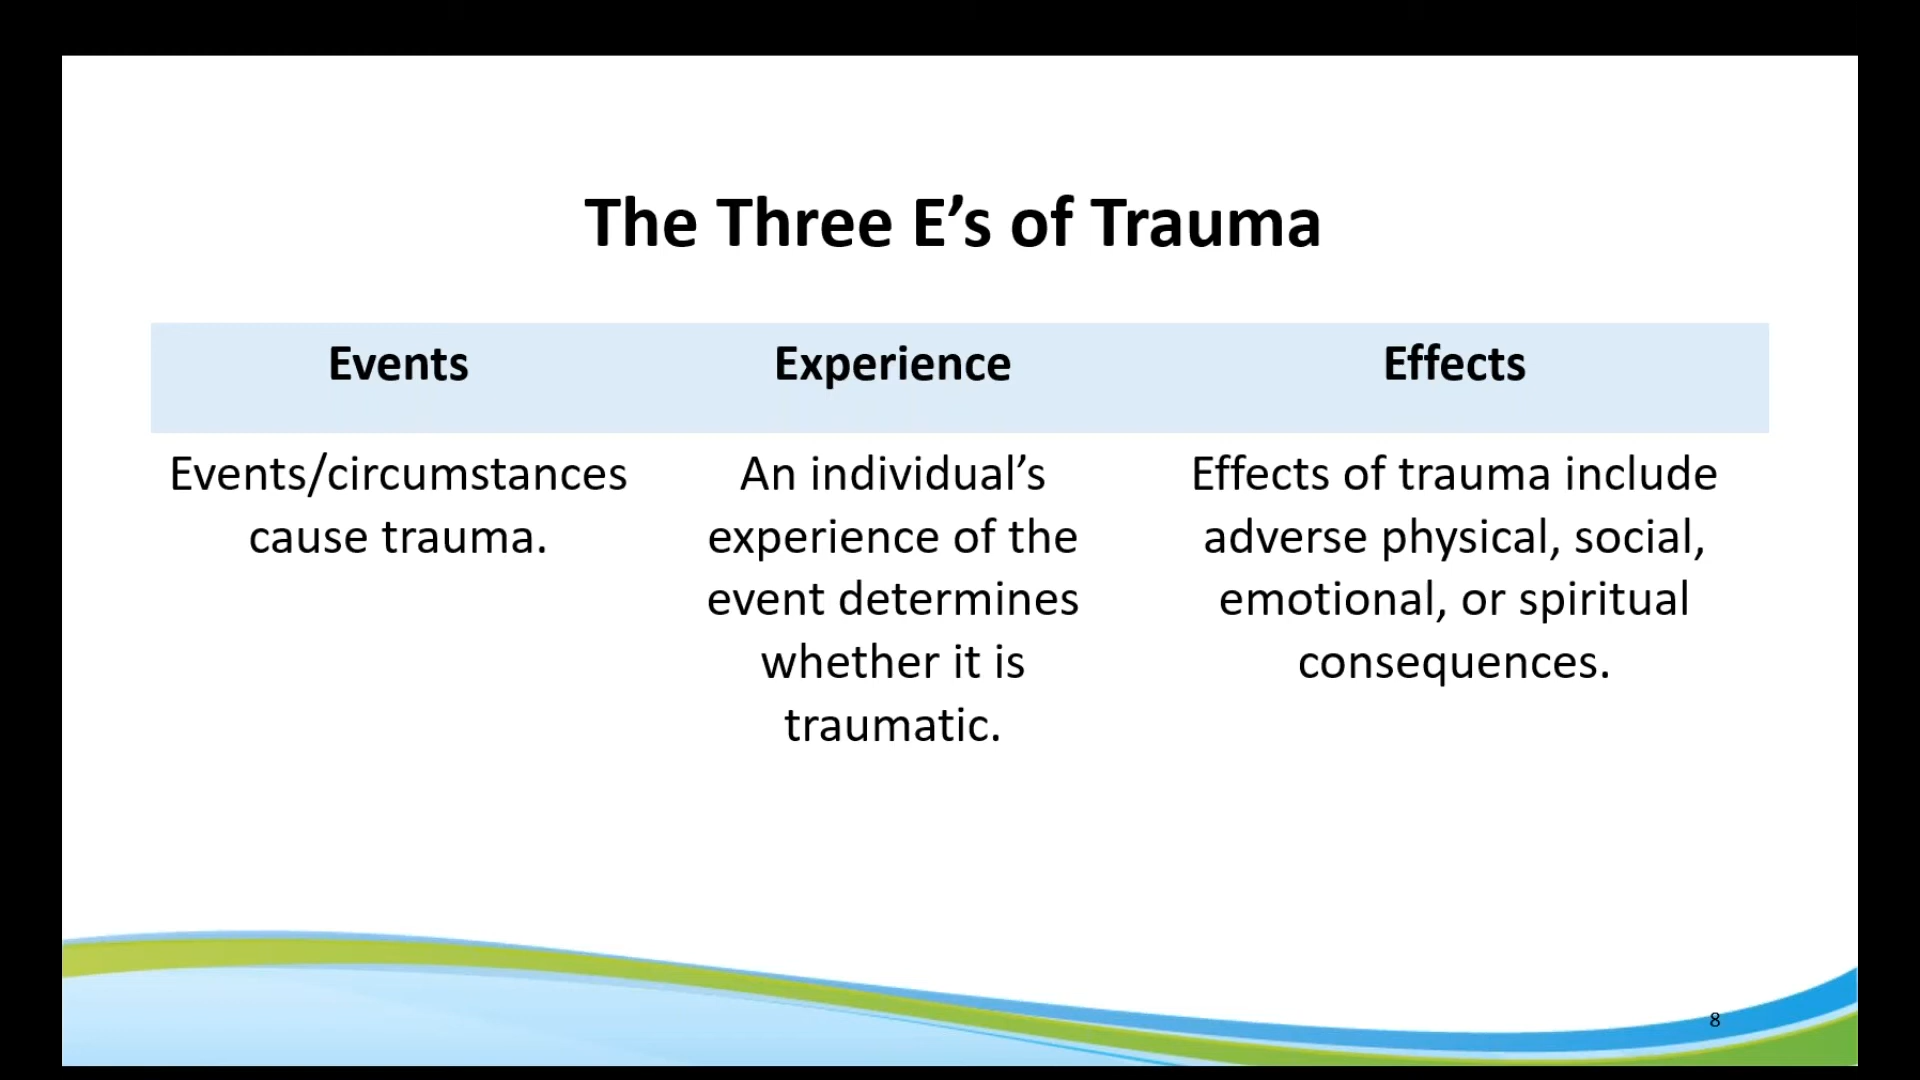 The Three E’s of Trauma
Events
Experience
Effects
Events/circumstances
cause trauma.
An individual’s
experience of the
event determines
whether it is
traumatic.
Effects of trauma include
adverse physical, social,
emotional, or spiritual
consequences.
8